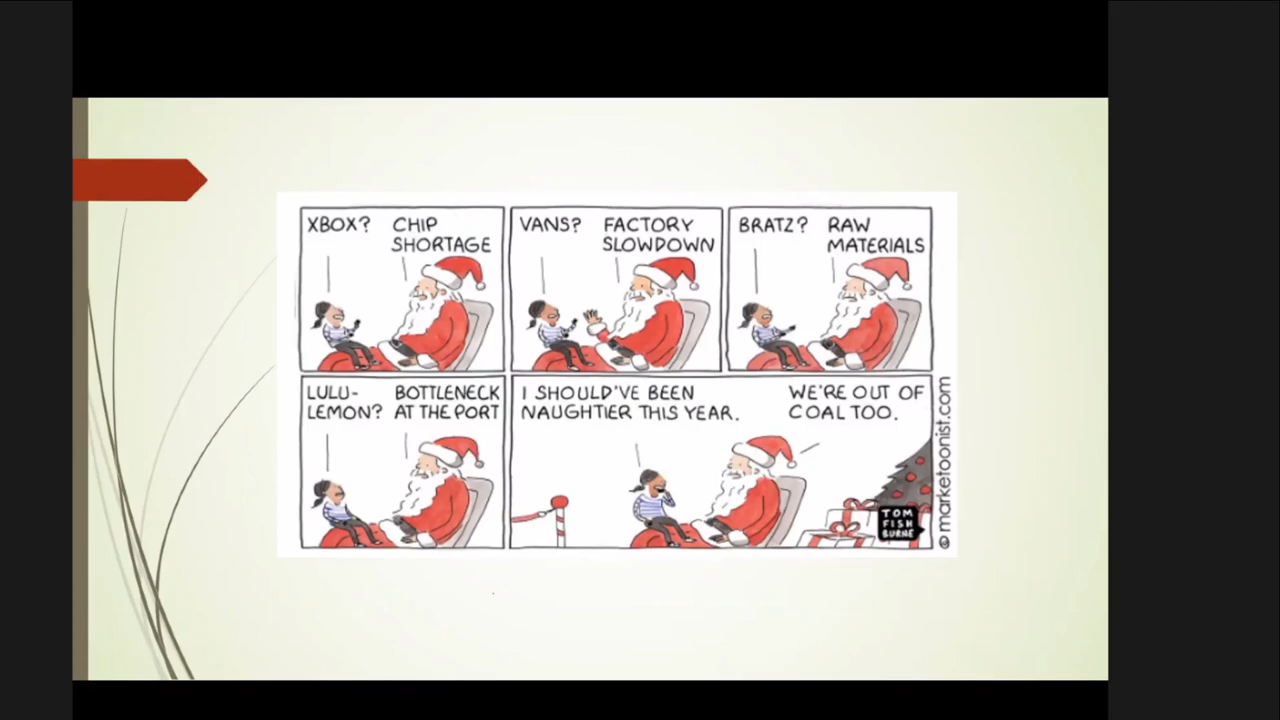 XBOX?
CHIP
SHORTAGE
VANS?
FACTORY
SLOWDOWN
BRATZ?
RAW
MATERIALS
LULU-
LEMON?
BOTTLENECK
AT THE PORT
I SHOULD'VE BEEN
NAUGHTIER THIS YEAR.
WE'RE OUT OF
COAL TOO.
TOM
FISH
BURNE
© marketoonist.com